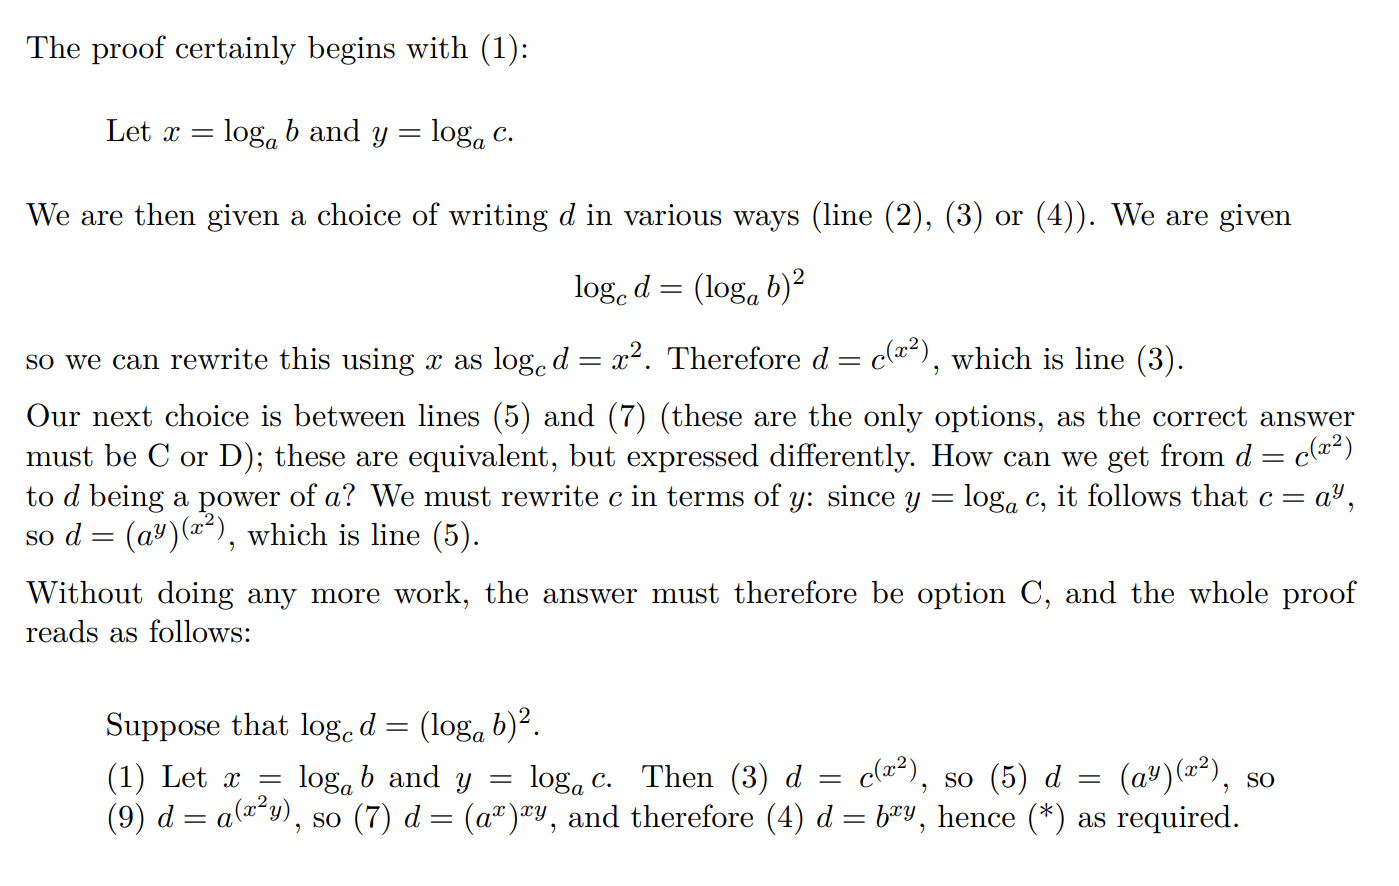 The proof certainly begins with (1):
Let $x = \log_a b$ and $y = \log_a c$.
We are then given a choice of writing $d$ in various ways (line (2), (3) or (4)). We are given
$\log_c d = (\log_a b)^2$
so we can rewrite this using $x$ as $\log_c d = x^2$. Therefore $d = c^{(x^2)}$, which is line (3).
Our next choice is between lines (5) and (7) (these are the only options, as the correct answer
must be C or D); these are equivalent, but expressed differently. How can we get from $d = c^{(x^2)}$
to $d$ being a power of $a$? We must rewrite $c$ in terms of $y$: since $y = \log_a c$, it follows that $c = a^y$,
so $d = (a^y)^{(x^2)}$, which is line (5).
Without doing any more work, the answer must therefore be option C, and the whole proof
reads as follows:
Suppose that $\log_c d = (\log_a b)^2$.
(1) Let $x = \log_a b$ and $y = \log_a c$. Then (3) $d = c^{(x^2)}$, so (5) $d = (a^y)^{(x^2)}$, so
(9) $d = a^{(x^2 y)}$, so (7) $d = (a^x)^{xy}$, and therefore (4) $d = b^{xy}$, hence (*) as required.